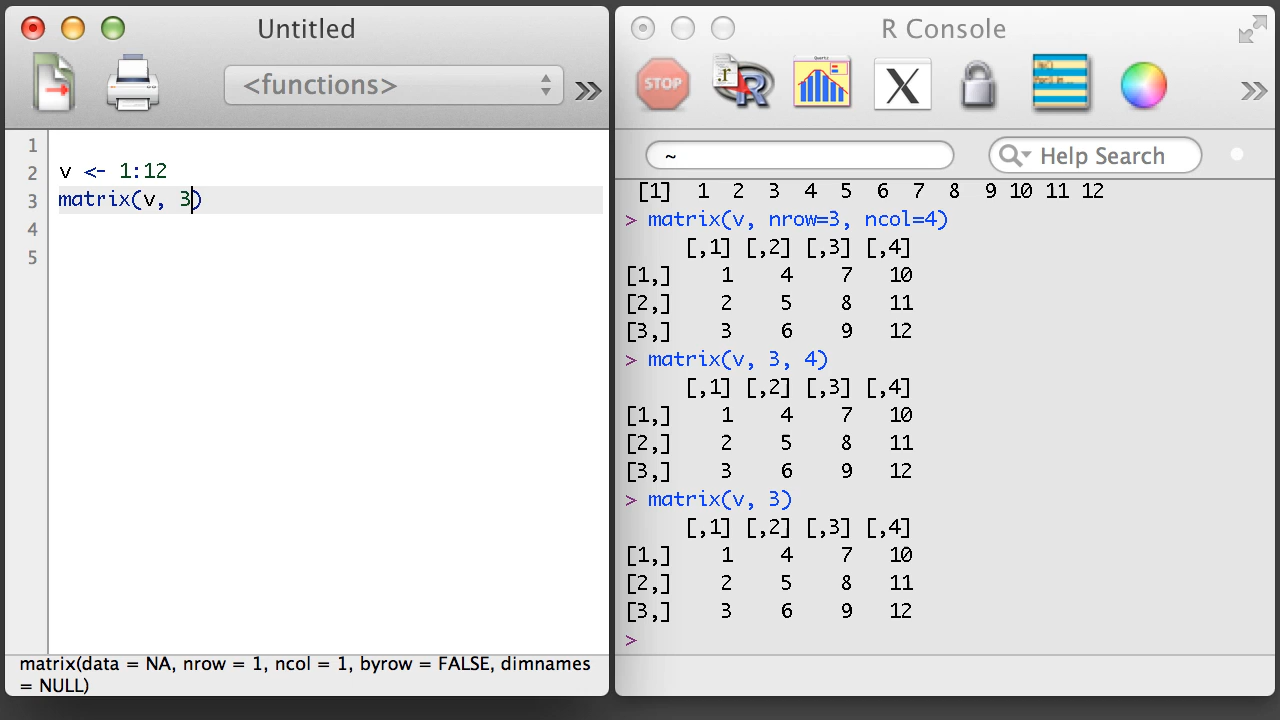 Untitled
<functions>
1
2 v <- 1:12
3 matrix(v, 3)
4
5
matrix(data = NA, nrow = 1, ncol = 1, byrow = FALSE, dimnames
= NULL)
R Console
STOP
R
X
~
Help Search
[1] 1 2 3 4 5 6 7 8 9 10 11 12
> matrix(v, nrow=3, ncol=4)
[,1] [,2] [,3] [,4]
[1,] 1 4 7 10
[2,] 2 5 8 11
[3,] 3 6 9 12
> matrix(v, 3, 4)
[,1] [,2] [,3] [,4]
[1,] 1 4 7 10
[2,] 2 5 8 11
[3,] 3 6 9 12
> matrix(v, 3)
[,1] [,2] [,3] [,4]
[1,] 1 4 7 10
[2,] 2 5 8 11
[3,] 3 6 9 12
>